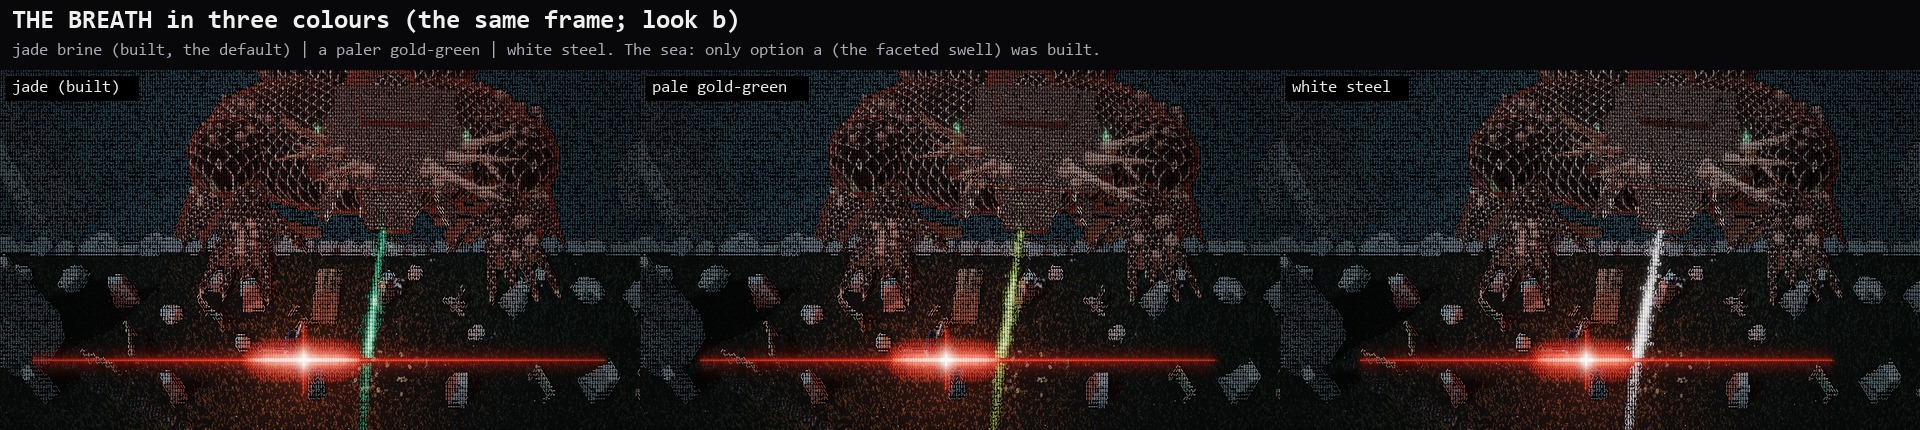 THE BREATH in three colours (the same frame; look b)
jade brine (built, the default) | a paler gold-green | white steel. The sea: only option a (the faceted swell) was built.
jade (built)
pale gold-green
white steel